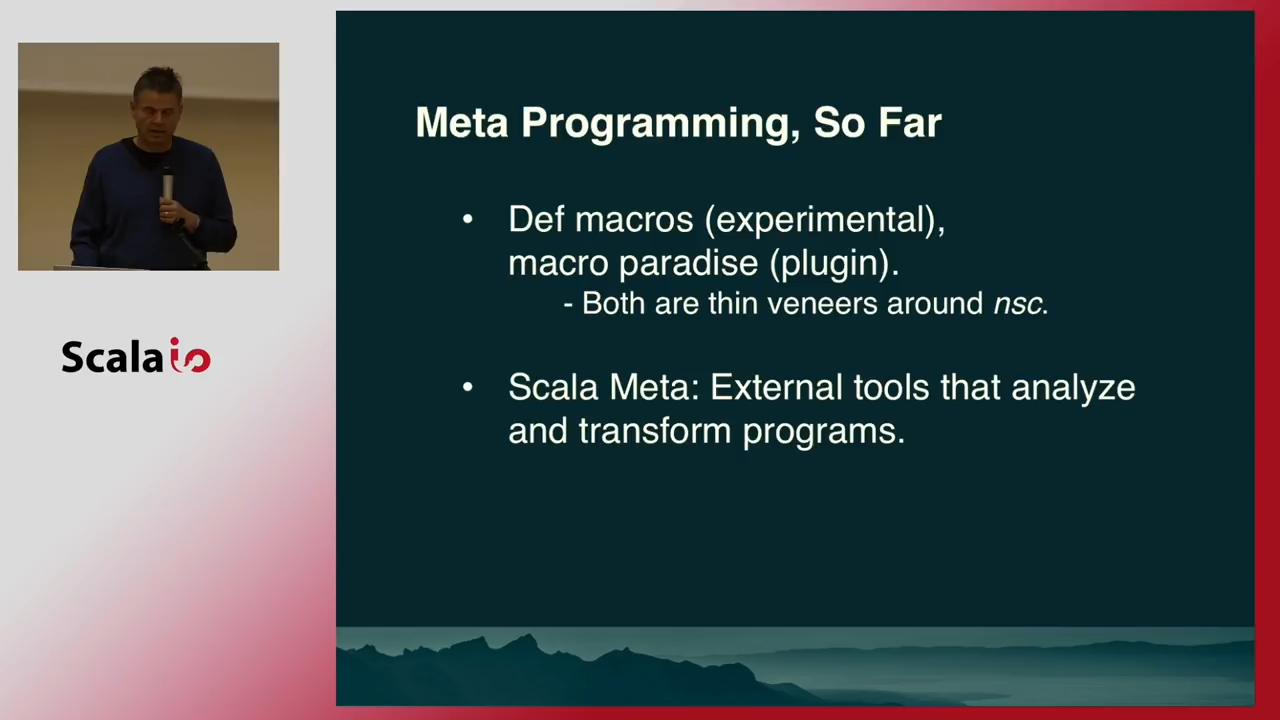 Meta Programming, So Far
• Def macros (experimental),
macro paradise (plugin).
- Both are thin veneers around nsc.
• Scala Meta: External tools that analyze
and transform programs.
Scala io